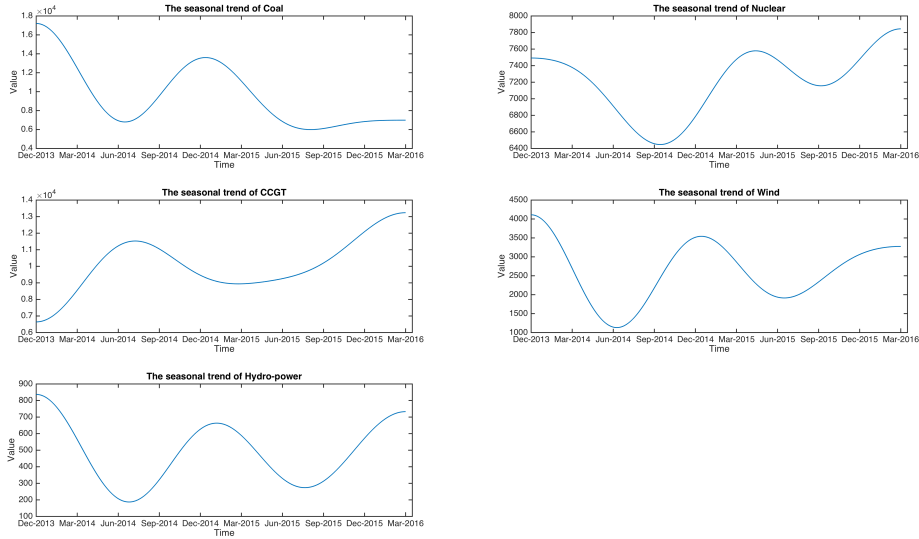 The seasonal trend of Coal
×10⁴
1.8
1.6
1.4
1.2
1
0.8
0.6
0.4
Value
Dec-2013 Mar-2014 Jun-2014 Sep-2014 Dec-2014 Mar-2015 Jun-2015 Sep-2015 Dec-2015 Mar-2016
Time
The seasonal trend of Nuclear
8000
7800
7600
7400
7200
7000
6800
6600
6400
Value
Dec-2013 Mar-2014 Jun-2014 Sep-2014 Dec-2014 Mar-2015 Jun-2015 Sep-2015 Dec-2015 Mar-2016
Time
The seasonal trend of CCGT
×10⁴
1.4
1.3
1.2
1.1
1
0.9
0.8
0.7
0.6
Value
Dec-2013 Mar-2014 Jun-2014 Sep-2014 Dec-2014 Mar-2015 Jun-2015 Sep-2015 Dec-2015 Mar-2016
Time
The seasonal trend of Wind
4500
4000
3500
3000
2500
2000
1500
1000
Value
Dec-2013 Mar-2014 Jun-2014 Sep-2014 Dec-2014 Mar-2015 Jun-2015 Sep-2015 Dec-2015 Mar-2016
Time
The seasonal trend of Hydro-power
900
800
700
600
500
400
300
200
100
Value
Dec-2013 Mar-2014 Jun-2014 Sep-2014 Dec-2014 Mar-2015 Jun-2015 Sep-2015 Dec-2015 Mar-2016
Time